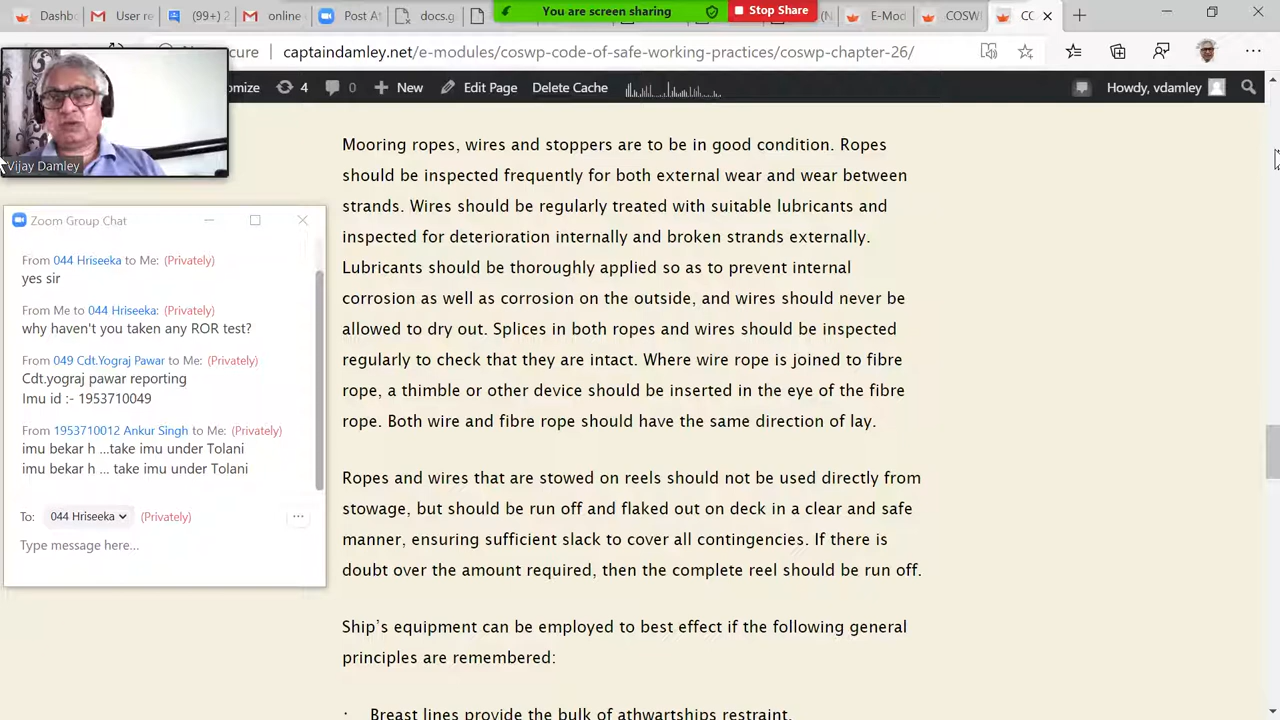 Dashbo
User re
(99+) 2
online
Post At
docs.g
You are screen sharing
Stop Share
E-Mod
COSW
CC
cure
captaindamley.net/e-modules/coswp-code-of-safe-working-practices/coswp-chapter-26/
omize
4
0
New
Edit Page
Delete Cache
Howdy, vdamley
Vijay Damley
Zoom Group Chat
From 044 Hriseeka to Me: (Privately)
yes sir
From Me to 044 Hriseeka: (Privately)
why haven't you taken any ROR test?
From 049 Cdt.Yograj Pawar to Me: (Privately)
Cdt.yograj pawar reporting
Imu id :- 1953710049
From 1953710012 Ankur Singh to Me: (Privately)
imu bekar h ...take imu under Tolani
imu bekar h ... take imu under Tolani
To: 044 Hriseeka (Privately)
Type message here...
Mooring ropes, wires and stoppers are to be in good condition. Ropes
should be inspected frequently for both external wear and wear between
strands. Wires should be regularly treated with suitable lubricants and
inspected for deterioration internally and broken strands externally.
Lubricants should be thoroughly applied so as to prevent internal
corrosion as well as corrosion on the outside, and wires should never be
allowed to dry out. Splices in both ropes and wires should be inspected
regularly to check that they are intact. Where wire rope is joined to fibre
rope, a thimble or other device should be inserted in the eye of the fibre
rope. Both wire and fibre rope should have the same direction of lay.
Ropes and wires that are stowed on reels should not be used directly from
stowage, but should be run off and flaked out on deck in a clear and safe
manner, ensuring sufficient slack to cover all contingencies. If there is
doubt over the amount required, then the complete reel should be run off.
Ship’s equipment can be employed to best effect if the following general
principles are remembered:
· Breast lines provide the bulk of athwartships restraint.